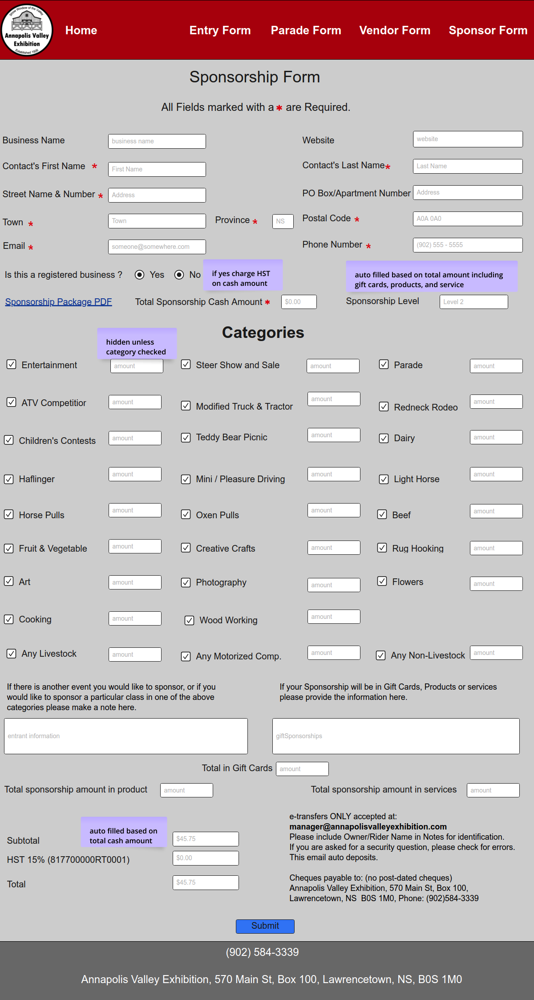 Show Window of the Valley
Annapolis Valley
Exhibition
Established 1926
Home
Entry Form
Parade Form
Vendor Form
Sponsor Form
Sponsorship Form
All Fields marked with a * are Required.
Business Name
business name
Website
website
Contact's First Name *
First Name
Contact's Last Name*
Last Name
Street Name & Number *
Address
PO Box/Apartment Number
Address
Town *
Town
Province *
NS
Postal Code *
A0A 0A0
Email *
someone@somewhere.com
Phone Number *
(902) 555 - 5555
Is this a registered business ?
Yes
No
if yes charge HST
on cash amount
auto filled based on total amount including
gift cards, products, and service
Sponsorship Package PDF
Total Sponsorship Cash Amount *
$0.00
Sponsorship Level
Level 2
Categories
hidden unless
category checked
Entertainment
amount
Steer Show and Sale
amount
Parade
amount
ATV Competitior
amount
Modified Truck & Tractor
amount
Redneck Rodeo
amount
Children's Contests
amount
Teddy Bear Picnic
amount
Dairy
amount
Haflinger
amount
Mini / Pleasure Driving
amount
Light Horse
amount
Horse Pulls
amount
Oxen Pulls
amount
Beef
amount
Fruit & Vegetable
amount
Creative Crafts
amount
Rug Hooking
amount
Art
amount
Photography
amount
Flowers
amount
Cooking
amount
Wood Working
amount
Any Livestock
amount
Any Motorized Comp.
amount
Any Non-Livestock
amount
If there is another event you would like to sponsor, or if you
would like to sponsor a particular class in one of the above
categories please make a note here.
If your Sponsorship will be in Gift Cards, Products or services
please provide the information here.
entrant information
giftSponsorships
Total in Gift Cards
amount
Total sponsorship amount in product
amount
Total sponsorship amount in services
amount
auto filled based on
total cash amount
Subtotal
$45.75
HST 15% (817700000RT0001)
$0.00
Total
$45.75
e-transfers ONLY accepted at:
manager@annapolisvalleyexhibition.com
Please include Owner/Rider Name in Notes for identification.
If you are asked for a security question, please check for errors.
This email auto deposits.
Cheques payable to: (no post-dated cheques)
Annapolis Valley Exhibition, 570 Main St, Box 100,
Lawrencetown, NS  B0S 1M0, Phone: (902)584-3339
Submit
(902) 584-3339
Annapolis Valley Exhibition, 570 Main St, Box 100, Lawrencetown, NS, B0S 1M0